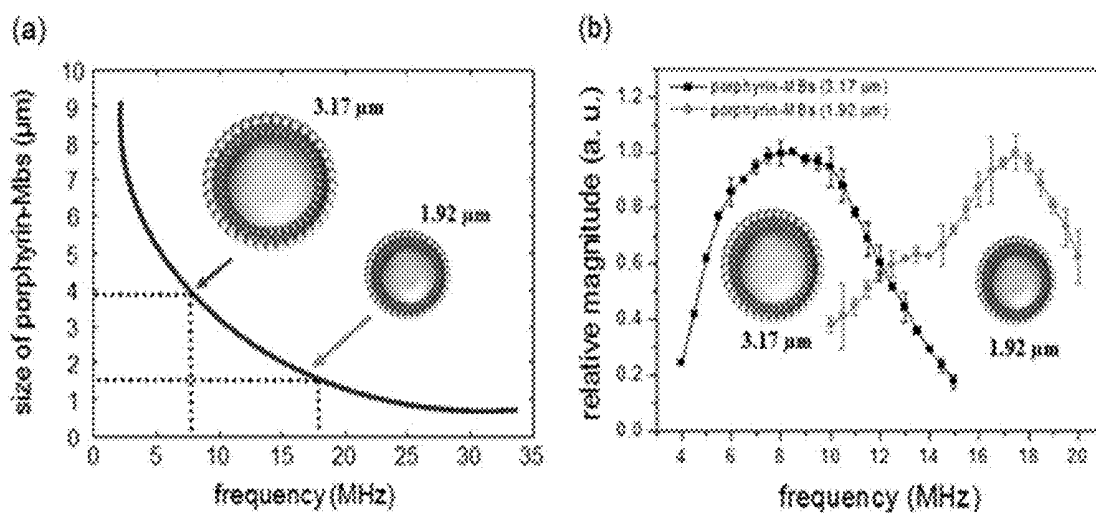 (a)
10
9
8
7
6
5
4
3
2
1
0
size of porphyrin-Mbs (μm)
3.17 μm
1.92 μm
0 5 10 15 20 25 30 35
frequency (MHz)
(b)
1.2
1.0
0.8
0.6
0.4
0.2
0.0
relative magnitude (a. u.)
porphyrin-MBs (3.17 μm)
porphyrin-MBs (1.92 μm)
3.17 μm
1.92 μm
4 6 8 10 12 14 16 18 20
frequency (MHz)